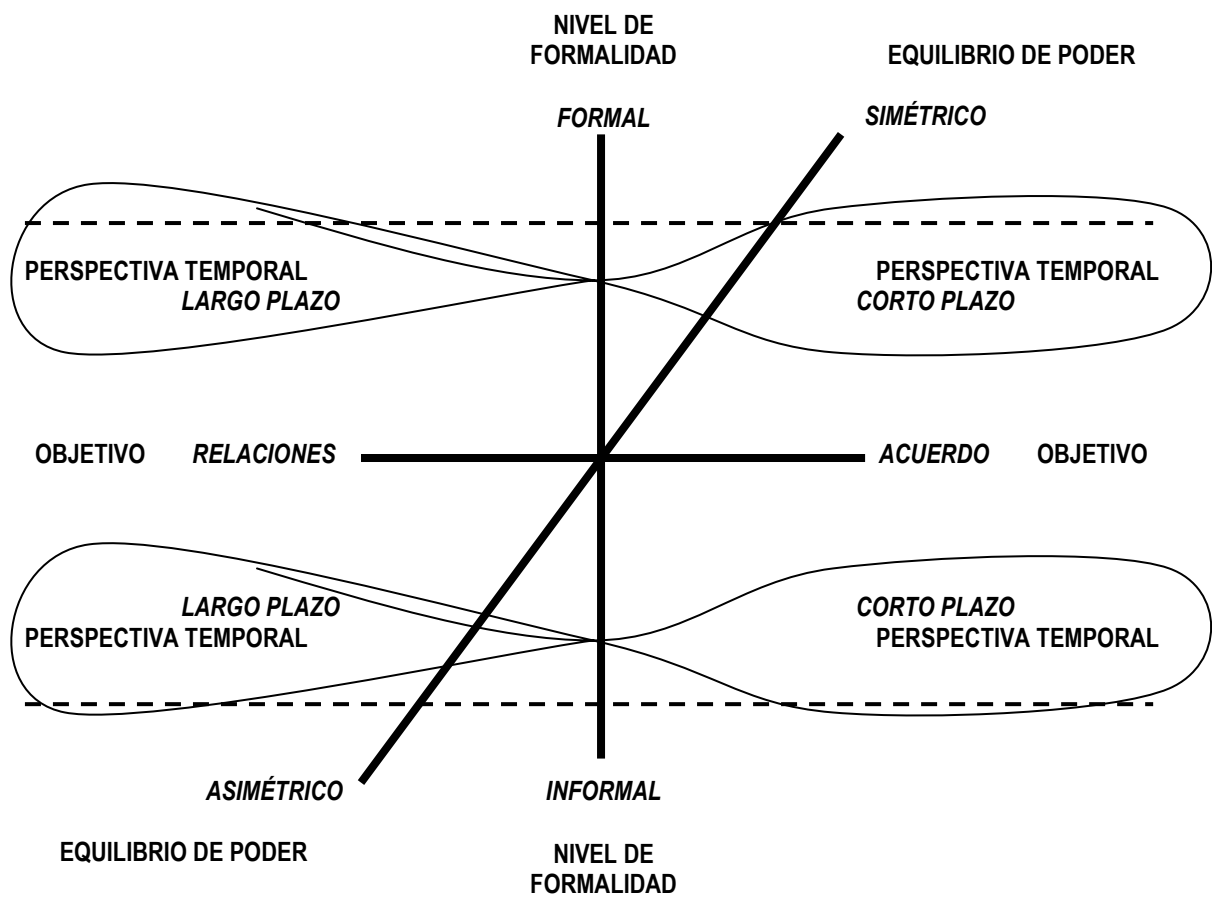 NIVEL DE
FORMALIDAD
EQUILIBRIO DE PODER
FORMAL
SIMÉTRICO
PERSPECTIVA TEMPORAL
LARGO PLAZO
PERSPECTIVA TEMPORAL
CORTO PLAZO
OBJETIVO RELACIONES
ACUERDO OBJETIVO
LARGO PLAZO
PERSPECTIVA TEMPORAL
CORTO PLAZO
PERSPECTIVA TEMPORAL
ASIMÉTRICO
INFORMAL
EQUILIBRIO DE PODER
NIVEL DE
FORMALIDAD